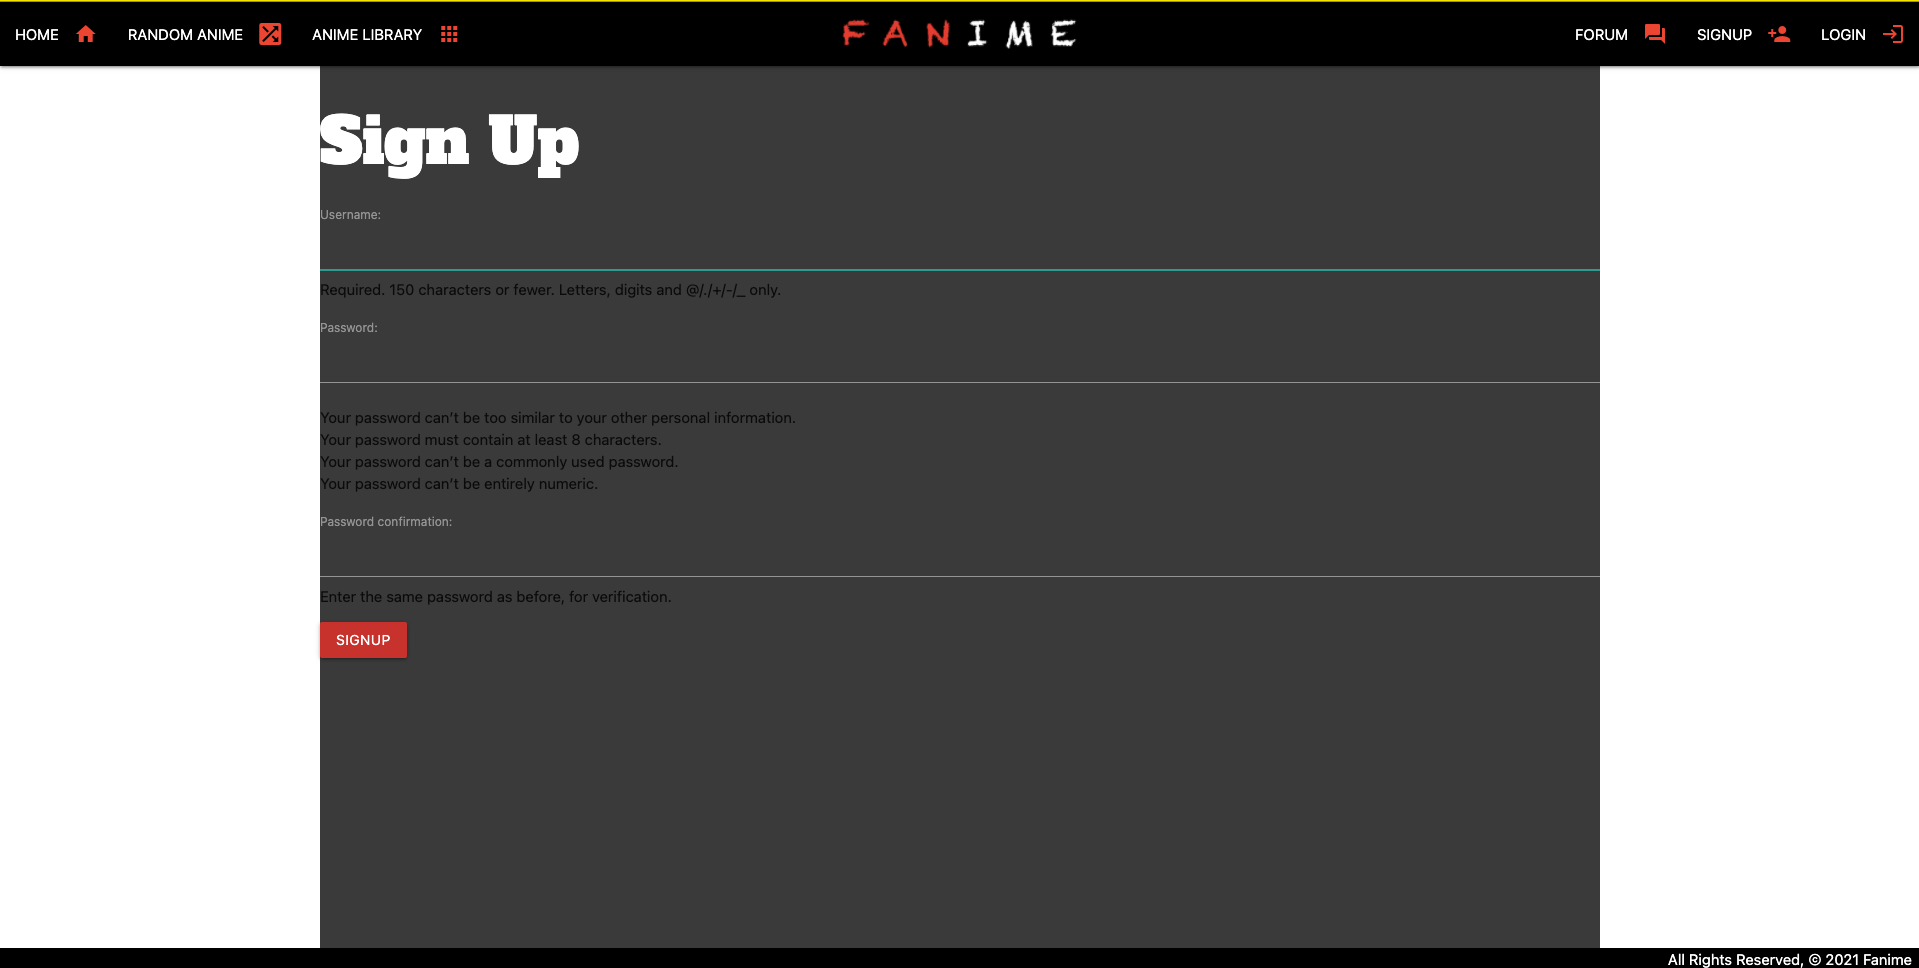 HOME RANDOM ANIME ANIME LIBRARY FANIME FORUM SIGNUP LOGIN
Sign Up
Username:
Required. 150 characters or fewer. Letters, digits and @/./+/-/_ only.
Password:
Your password can't be too similar to your other personal information.
Your password must contain at least 8 characters.
Your password can't be a commonly used password.
Your password can't be entirely numeric.
Password confirmation:
Enter the same password as before, for verification.
SIGNUP
All Rights Reserved, © 2021 Fanime